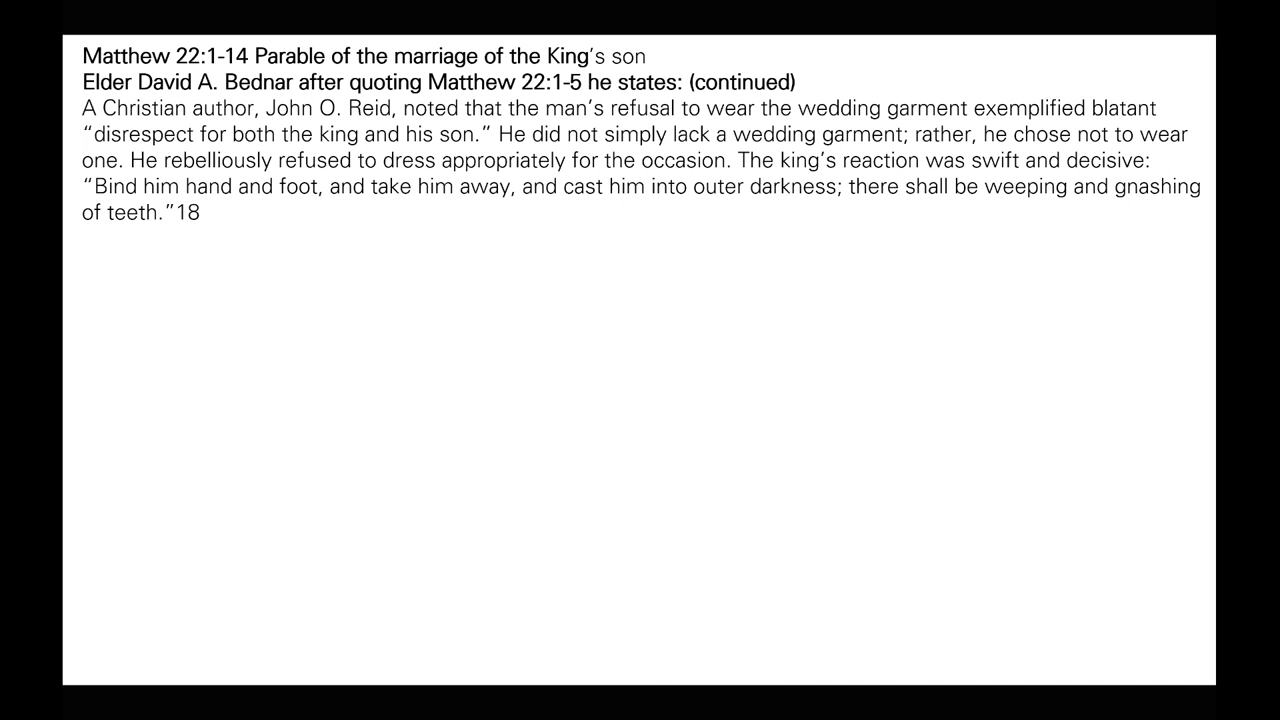 Matthew 22:1-14 Parable of the marriage of the King’s son
Elder David A. Bednar after quoting Matthew 22:1-5 he states: (continued)
A Christian author, John O. Reid, noted that the man’s refusal to wear the wedding garment exemplified blatant
“disrespect for both the king and his son.” He did not simply lack a wedding garment; rather, he chose not to wear
one. He rebelliously refused to dress appropriately for the occasion. The king’s reaction was swift and decisive:
“Bind him hand and foot, and take him away, and cast him into outer darkness; there shall be weeping and gnashing
of teeth.”18